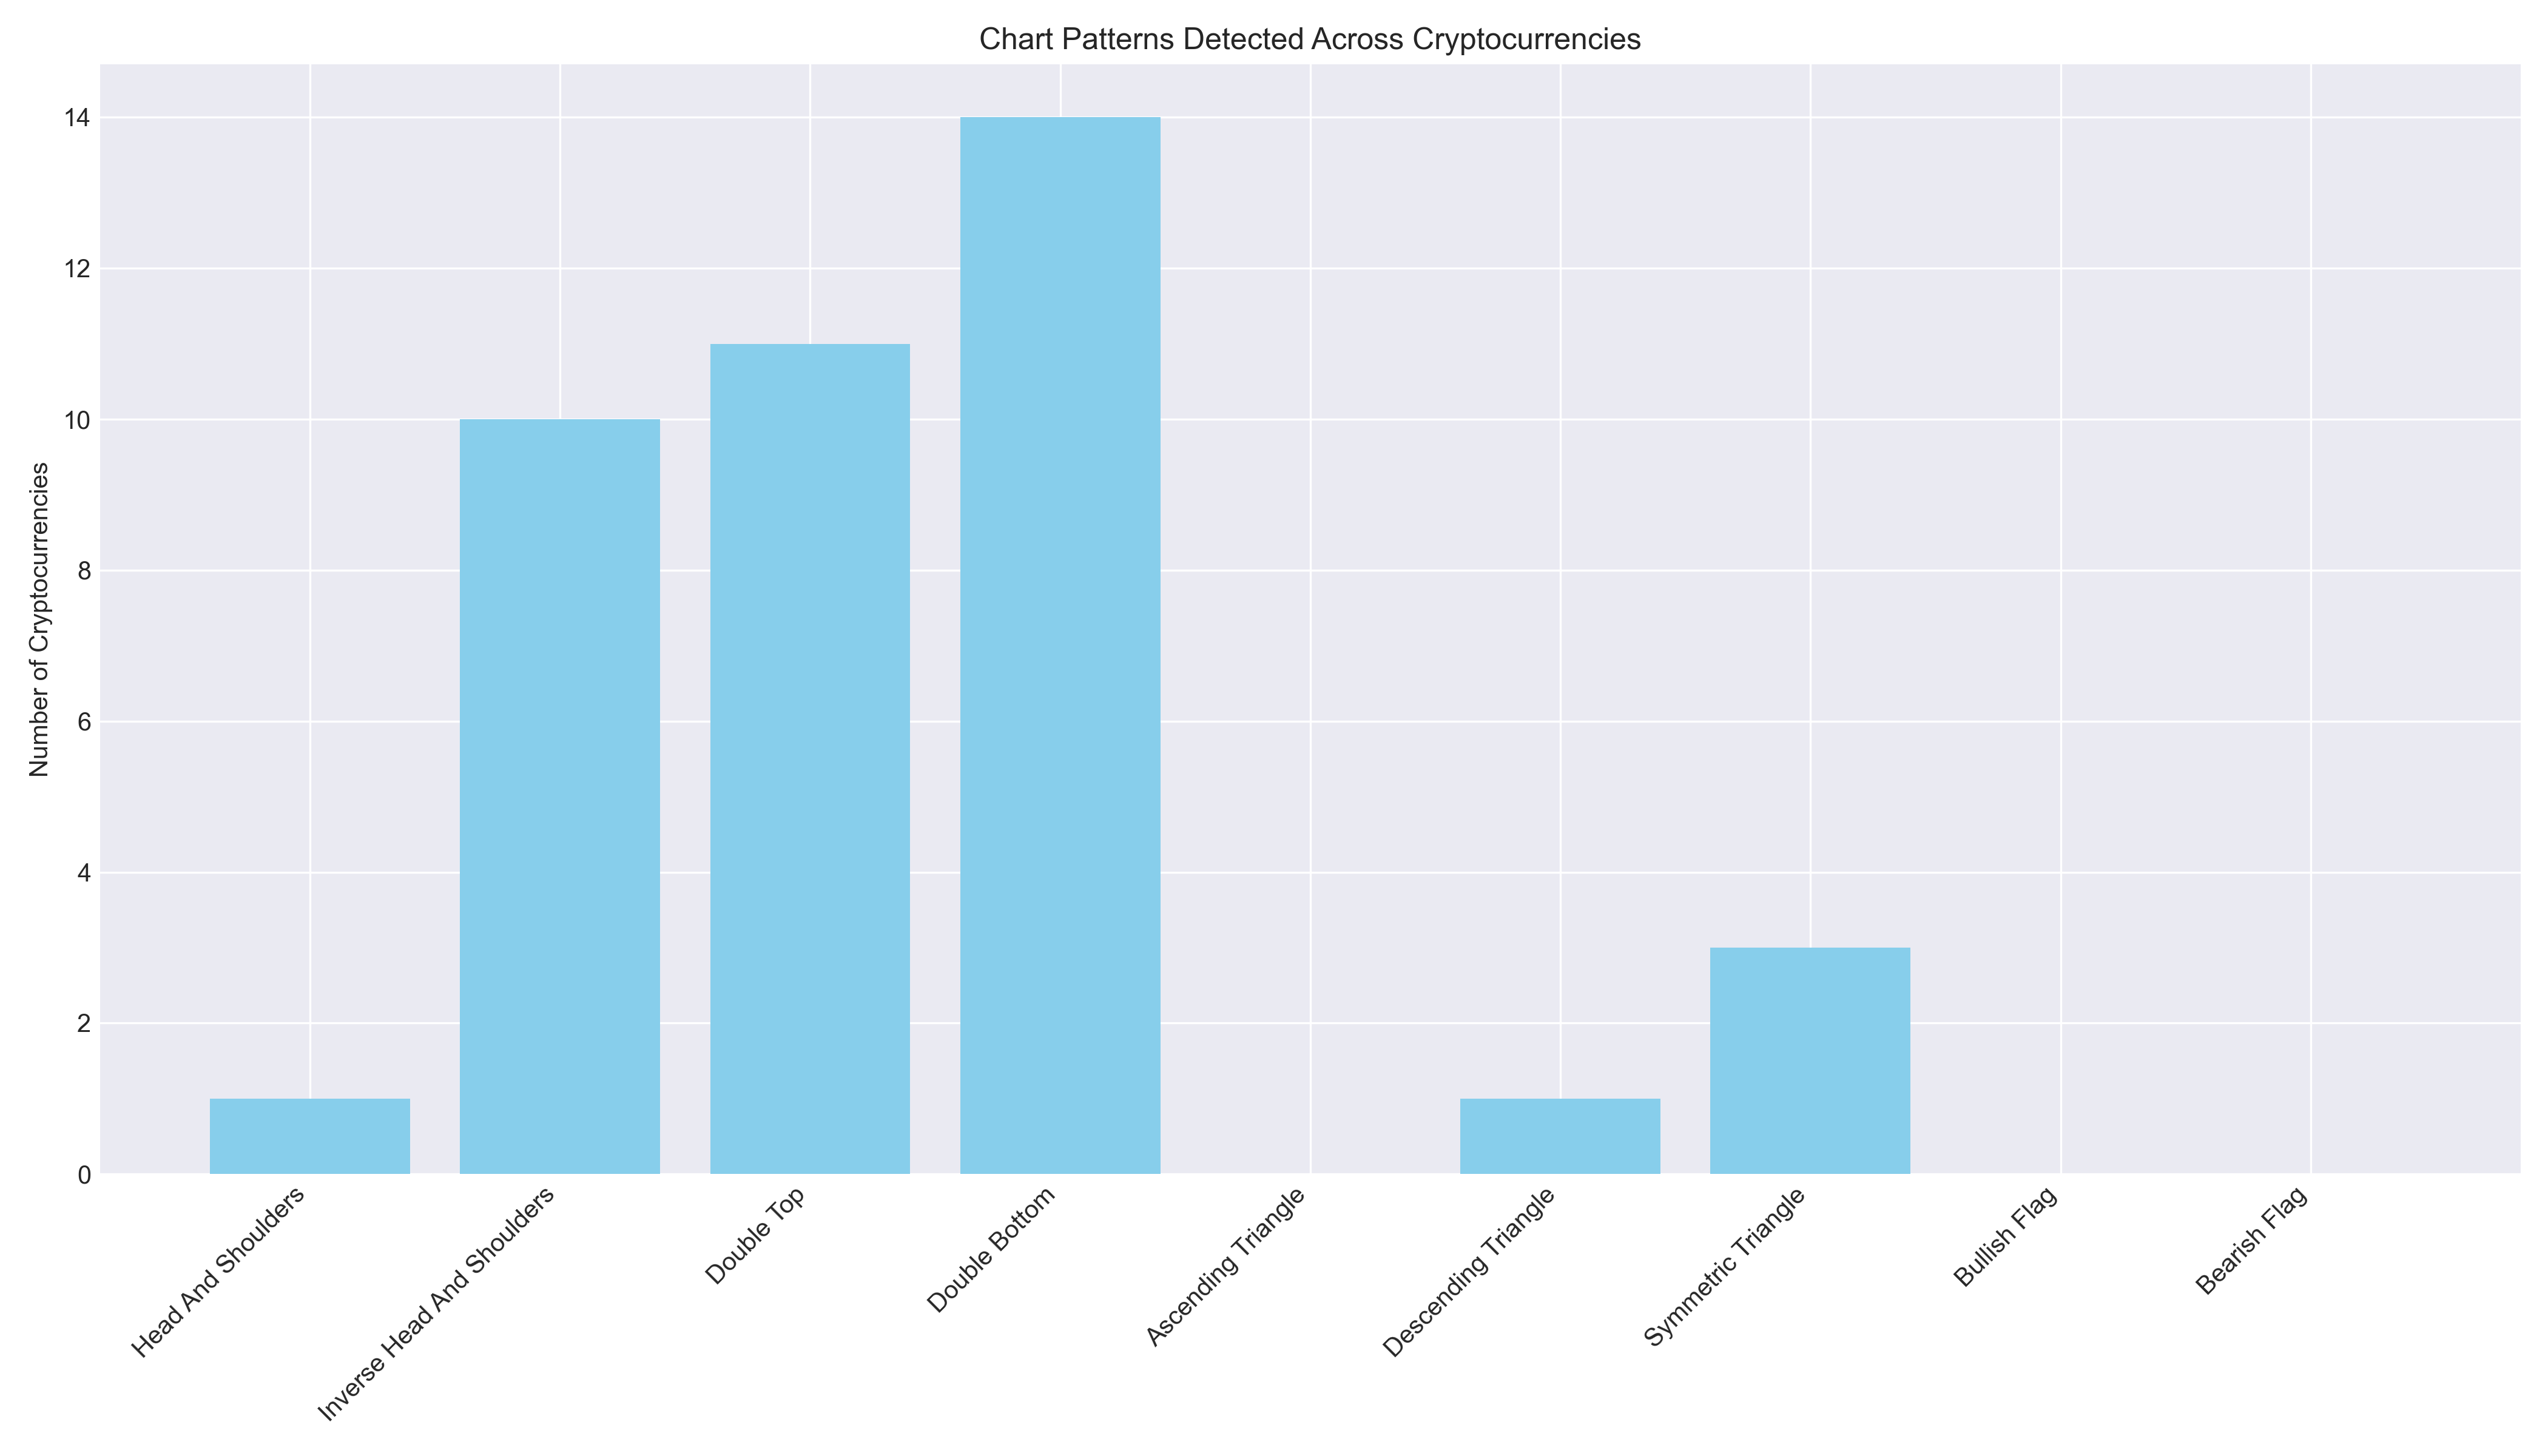 Chart Patterns Detected Across Cryptocurrencies
Number of Cryptocurrencies
14
12
10
8
6
4
2
0
Head And Shoulders
Inverse Head And Shoulders
Double Top
Double Bottom
Ascending Triangle
Descending Triangle
Symmetric Triangle
Bullish Flag
Bearish Flag